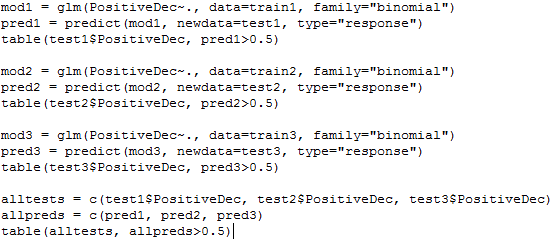 mod1 = glm(PositiveDec~., data=train1, family="binomial")
pred1 = predict(mod1, newdata=test1, type="response")
table(test1$PositiveDec, pred1>0.5)
mod2 = glm(PositiveDec~., data=train2, family="binomial")
pred2 = predict(mod2, newdata=test2, type="response")
table(test2$PositiveDec, pred2>0.5)
mod3 = glm(PositiveDec~., data=train3, family="binomial")
pred3 = predict(mod3, newdata=test3, type="response")
table(test3$PositiveDec, pred3>0.5)
alltests = c(test1$PositiveDec, test2$PositiveDec, test3$PositiveDec)
allpreds = c(pred1, pred2, pred3)
table(alltests, allpreds>0.5)